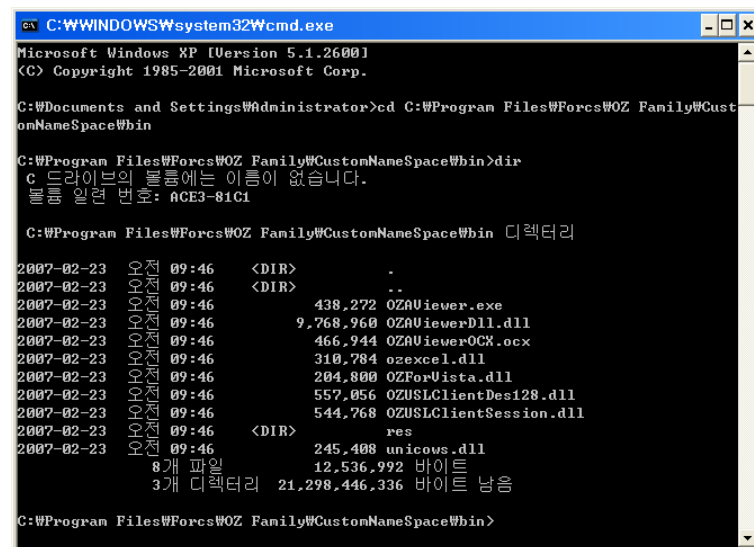 C:₩WINDOWS₩system32₩cmd.exe
Microsoft Windows XP [Version 5.1.2600]
(C) Copyright 1985-2001 Microsoft Corp.
C:₩Documents and Settings₩Administrator>cd C:₩Program Files₩Forcs₩OZ Family₩Cust
omNameSpace₩bin
C:₩Program Files₩Forcs₩OZ Family₩CustomNameSpace₩bin>dir
C 드라이브의 볼륨에는 이름이 없습니다.
볼륨 일련 번호: ACE3-81C1
C:₩Program Files₩Forcs₩OZ Family₩CustomNameSpace₩bin 디렉터리
2007-02-23 오전 09:46 <DIR> .
2007-02-23 오전 09:46 <DIR> ..
2007-02-23 오전 09:46 438,272 OZAViewer.exe
2007-02-23 오전 09:46 9,768,960 OZAViewerDll.dll
2007-02-23 오전 09:46 466,944 OZAViewerOCX.ocx
2007-02-23 오전 09:46 310,784 ozexcel.dll
2007-02-23 오전 09:46 204,800 OZForVista.dll
2007-02-23 오전 09:46 557,056 OZUSLClientDes128.dll
2007-02-23 오전 09:46 544,768 OZUSLClientSession.dll
2007-02-23 오전 09:46 <DIR> res
2007-02-23 오전 09:46 245,408 unicows.dll
8개 파일 12,536,992 바이트
3개 디렉터리 21,298,446,336 바이트 남음
C:₩Program Files₩Forcs₩OZ Family₩CustomNameSpace₩bin>